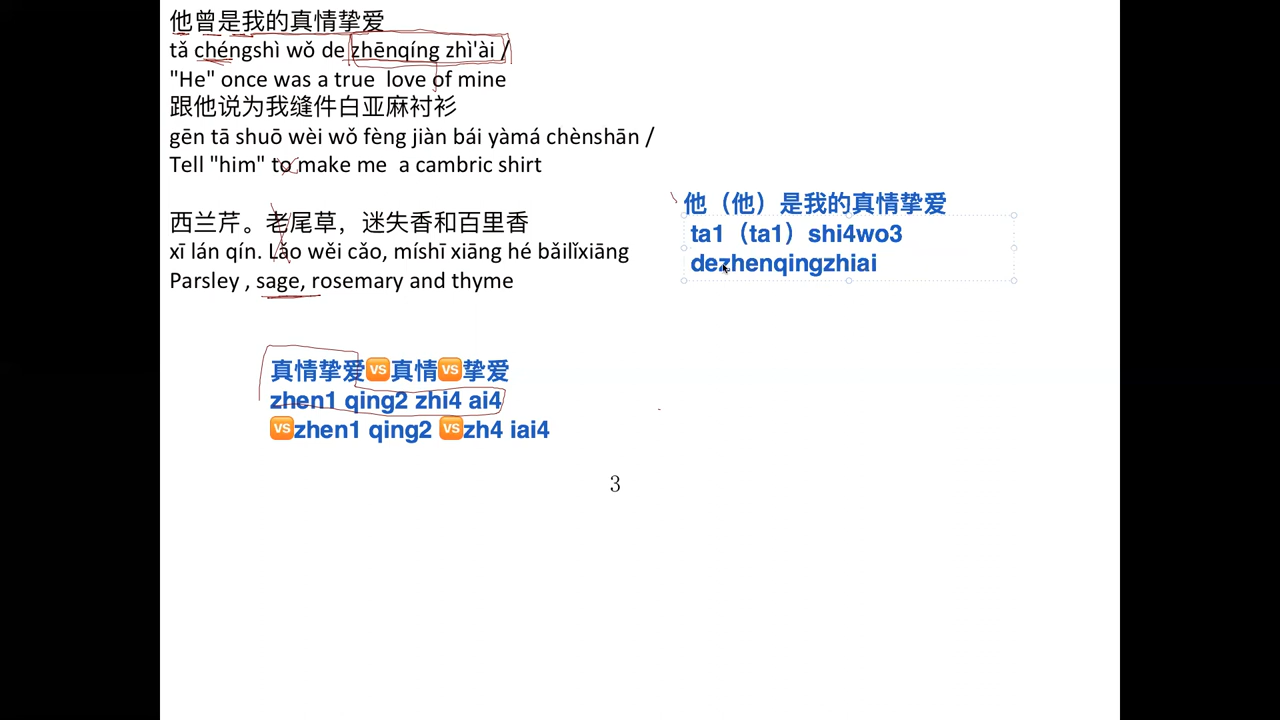 他曾是我的真情挚爱
tǎ chéngshì wǒ de zhēnqíng zhì'ài /
"He" once was a true love of mine
跟他说为我缝件白亚麻衬衫
gēn tā shuō wèi wǒ fèng jiàn bái yàmá chènshān /
Tell "him" to make me a cambric shirt
西兰芹。老尾草，迷失香和百里香
xī lán qín. Lǎo wěi cǎo, míshī xiāng hé bǎilǐxiāng
Parsley , sage, rosemary and thyme
他（他）是我的真情挚爱
ta1（ta1）shi4wo3
dezhenqingzhiai
真情挚爱🆚真情🆚挚爱
zhen1 qing2 zhi4 ai4
🆚zhen1 qing2 🆚zh4 iai4
3